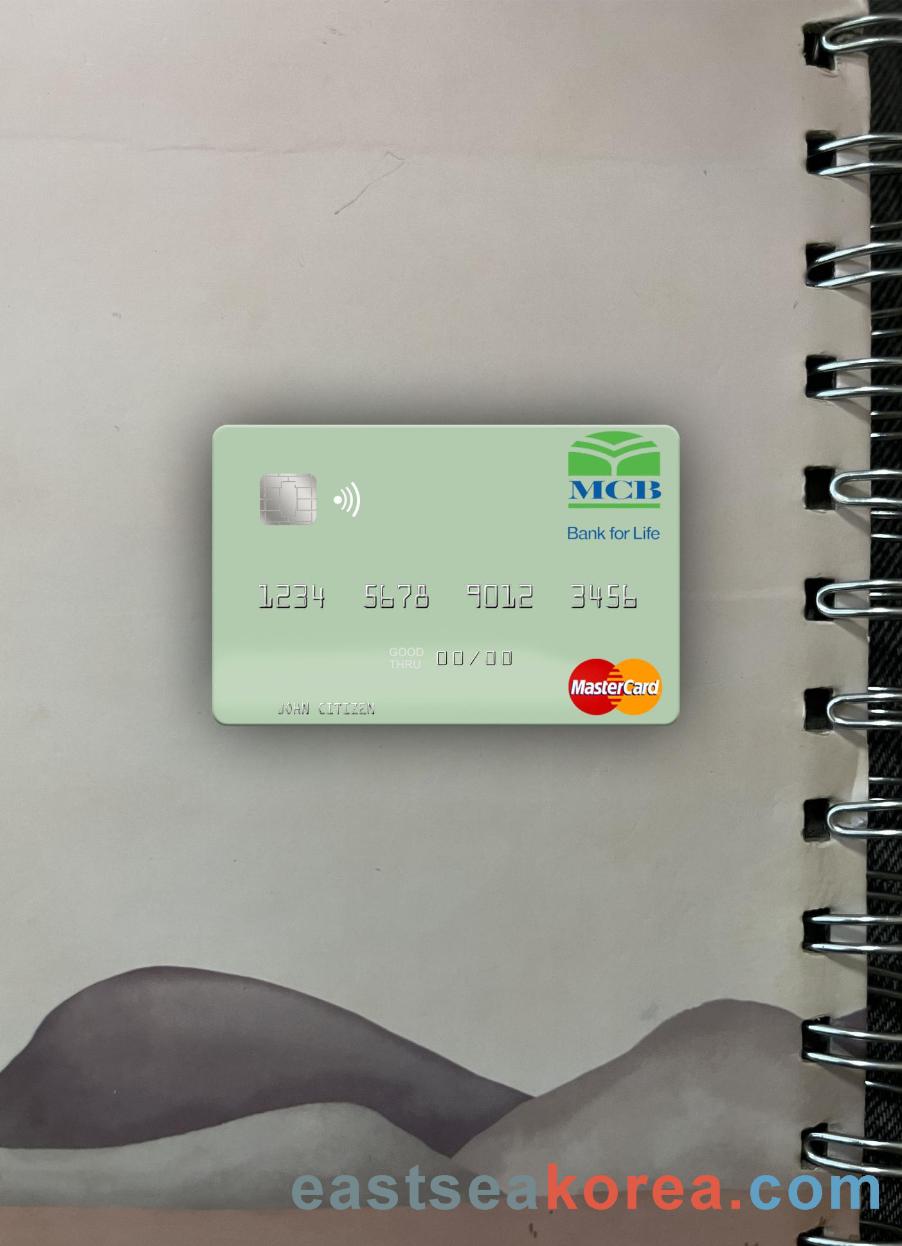 MCB
Bank for Life
1234 5678 9012 3456
GOOD THRU 00/00
JOHN CITIZEN
MasterCard
eastseakorea.com